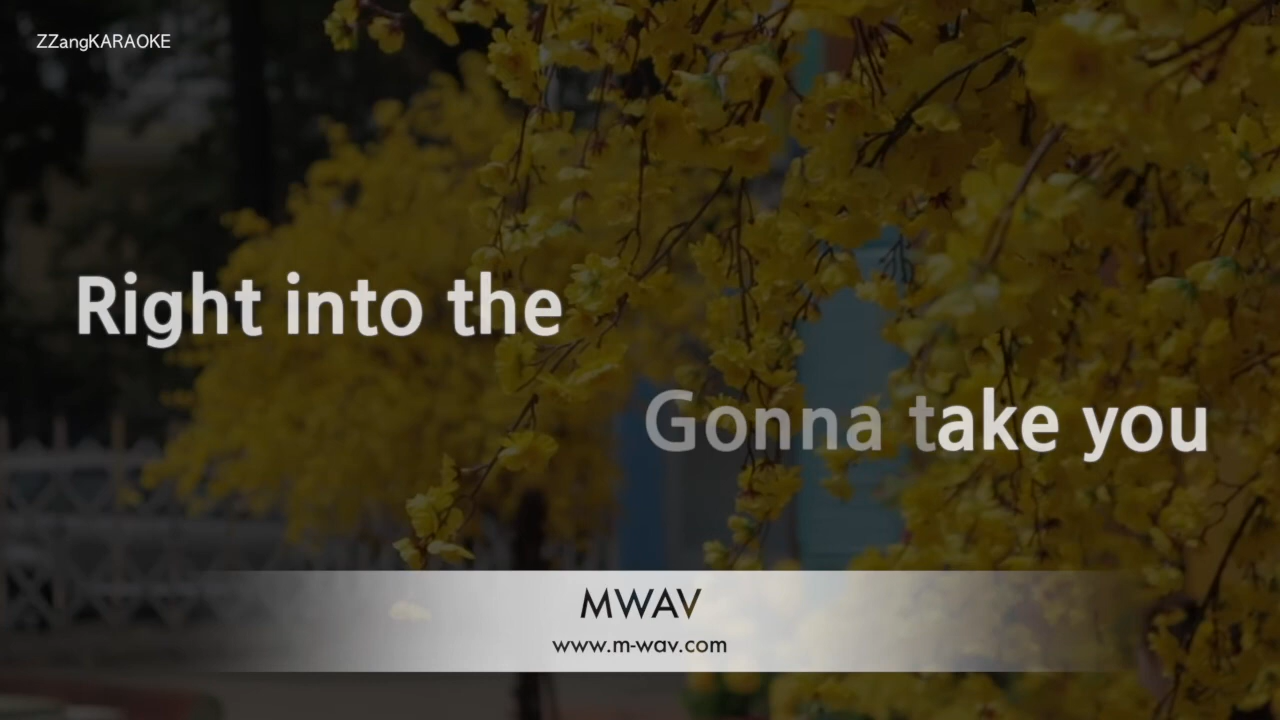 ZZangKARAOKE
Right into the
Gonna take you
MWAV
www.m-wav.com